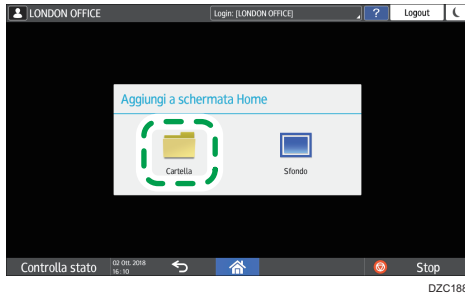 LONDON OFFICE
Login: [LONDON OFFICE]
?
Logout
Aggiungi a schermata Home
Cartella
Sfondo
Controlla stato
02 Ott. 2018
16:10
Stop
DZC188